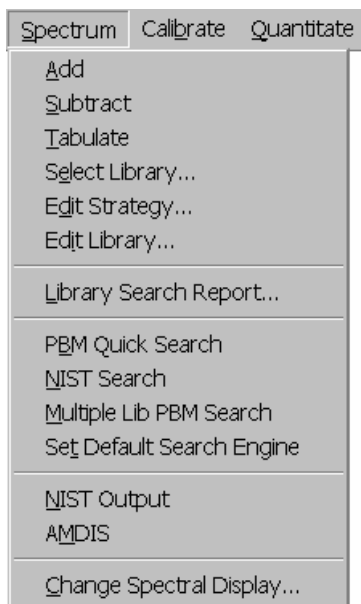 Spectrum Calibrate Quantitate
Add
Subtract
Tabulate
Select Library...
Edit Strategy...
Edit Library...
Library Search Report...
PBM Quick Search
NIST Search
Multiple Lib PBM Search
Set Default Search Engine
NIST Output
AMDIS
Change Spectral Display...